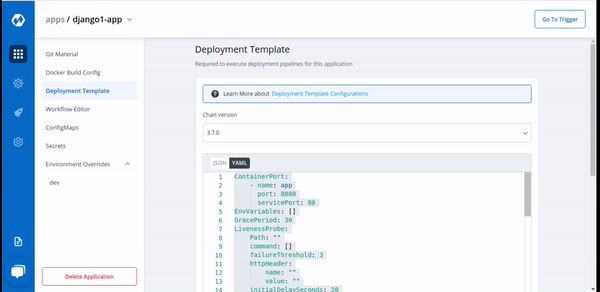 apps / django1-app
Go To Trigger
Git Material
Docker Build Config
Deployment Template
Workflow Editor
ConfigMaps
Secrets
Environment Overrides
dev
Delete Application
Deployment Template
Required to execute deployment pipelines for this application
Learn More about Deployment Template Configurations
Chart version
3.7.0
JSON YAML
1 ContainerPort:
2 - name: app
3 port: 8080
4 servicePort: 80
5 EnvVariables: []
6 GracePeriod: 30
7 LivenessProbe:
8 Path: ""
9 command: []
10 failureThreshold: 3
11 httpHeader:
12 name: ""
13 value: ""
14 initialDelaySeconds: 20